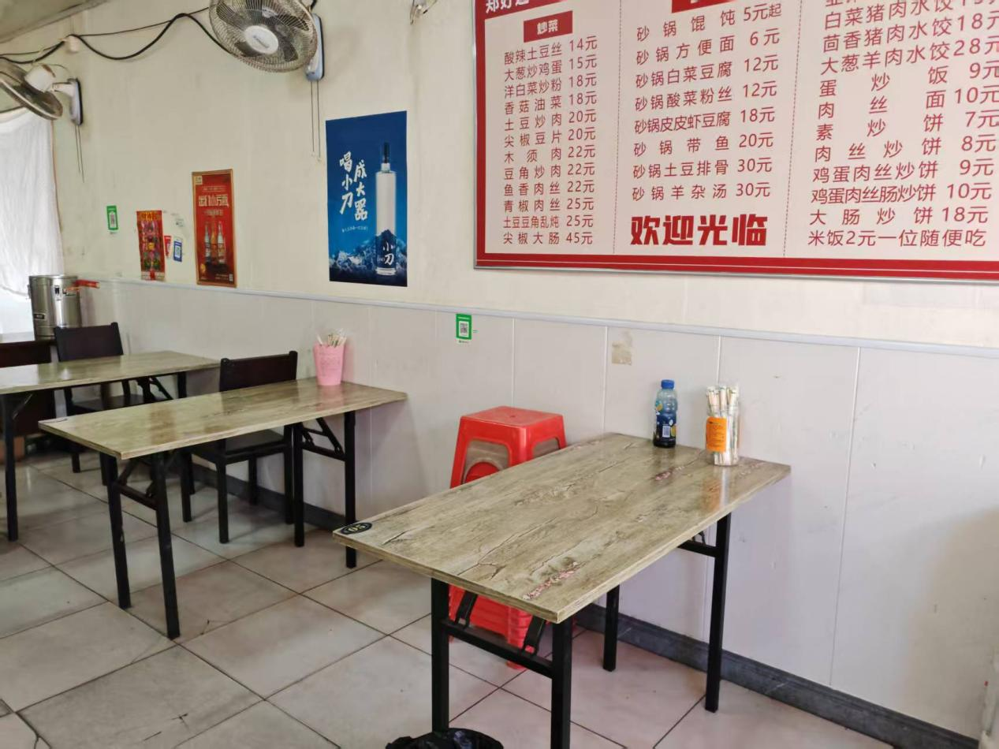 炒菜
酸辣土豆丝 14元
大葱炒鸡蛋 15元
洋白菜炒粉 18元
香菇油菜 18元
土豆炒肉 20元
尖椒豆片 20元
木须肉 22元
豆角炒肉 22元
鱼香肉丝 22元
青椒肉丝 25元
土豆豆角乱炖 25元
尖椒大肠 45元
砂锅馄饨 5元起
砂锅方便面 6元
砂锅白菜豆腐 12元
砂锅酸菜粉丝 12元
砂锅皮皮虾豆腐 18元
砂锅带鱼 20元
砂锅土豆排骨 30元
砂锅羊杂汤 30元
欢迎光临
白菜猪肉水饺 18元
茴香猪肉水饺 18元
大葱羊肉水饺 28元
蛋炒饭 9元
肉丝面 10元
素炒饼 7元
肉丝炒饼 8元
鸡蛋肉丝炒饼 9元
鸡蛋肉丝肠炒饼 10元
大肠炒饼 18元
米饭2元一位随便吃
喝小刀
成大器
小刀
05